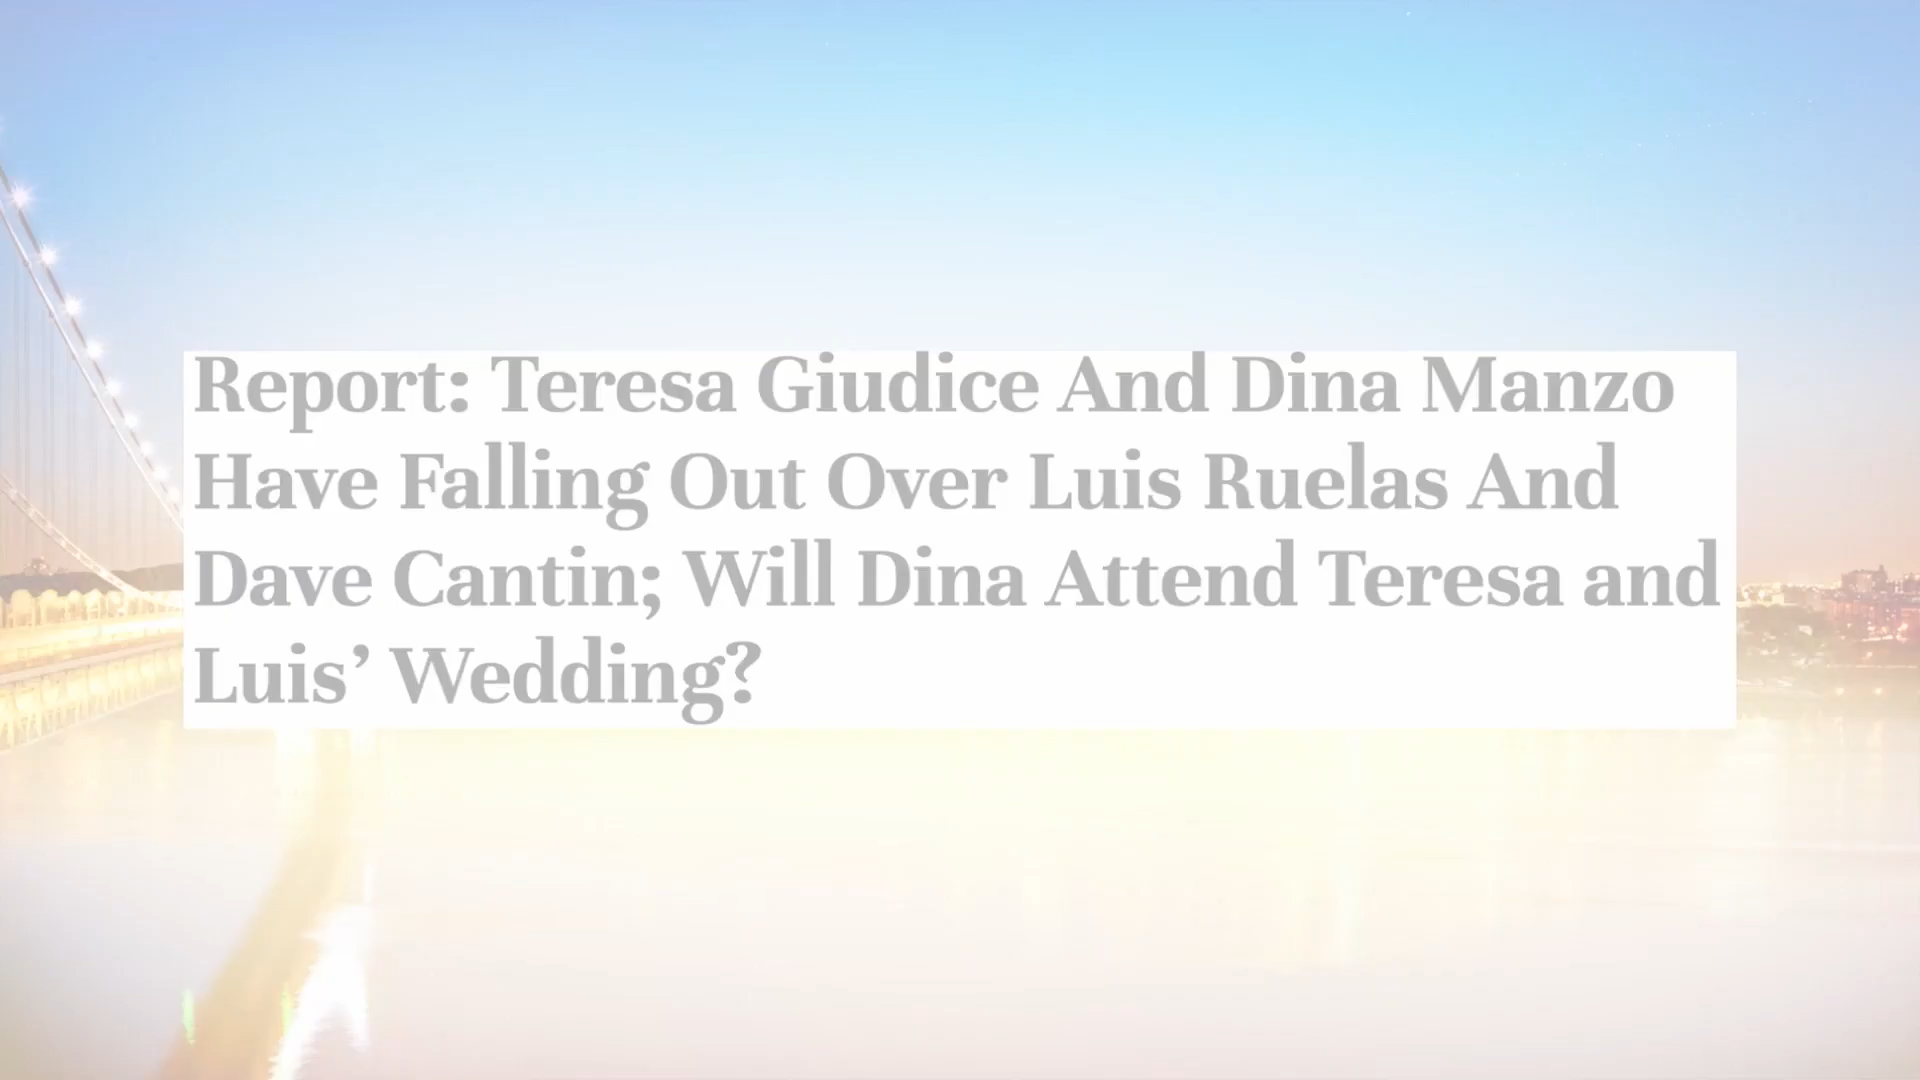 Report: Teresa Giudice And Dina Manzo
Have Falling Out Over Luis Ruelas And
Dave Cantin; Will Dina Attend Teresa and
Luis’ Wedding?